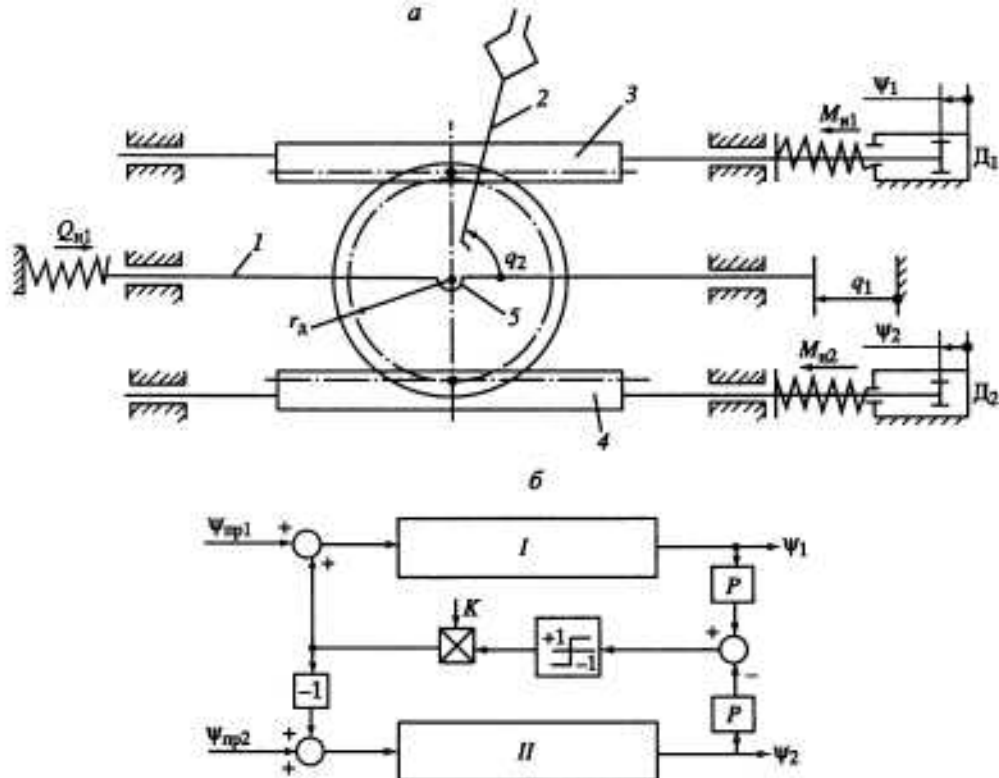 а
2
3
Ψ₁
Mн1
Д₁
Qн1
1
q₂
q₁
rд
5
Ψ₂
Mн2
Д₂
4
б
Ψпр1
+
+
I
Ψ₁
P
K
+1
−1
+
−
−1
P
Ψпр2
+
+
II
Ψ₂